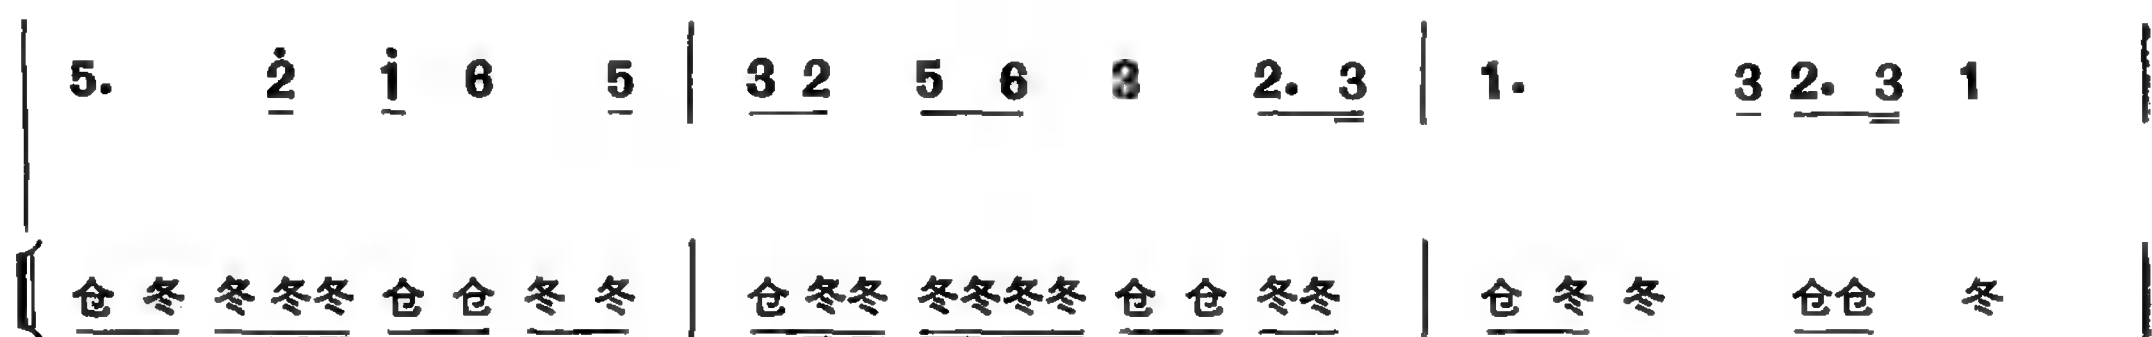 5. 2̇ 1̇ 6 5 | 3 2 5 6 3 2. 3 | 1. 3 2. 3 1 |
仓 冬 冬 冬冬 仓 仓 冬 冬 | 仓 冬冬 冬冬冬冬 仓 仓 冬冬 | 仓 冬 冬 仓仓 冬 |